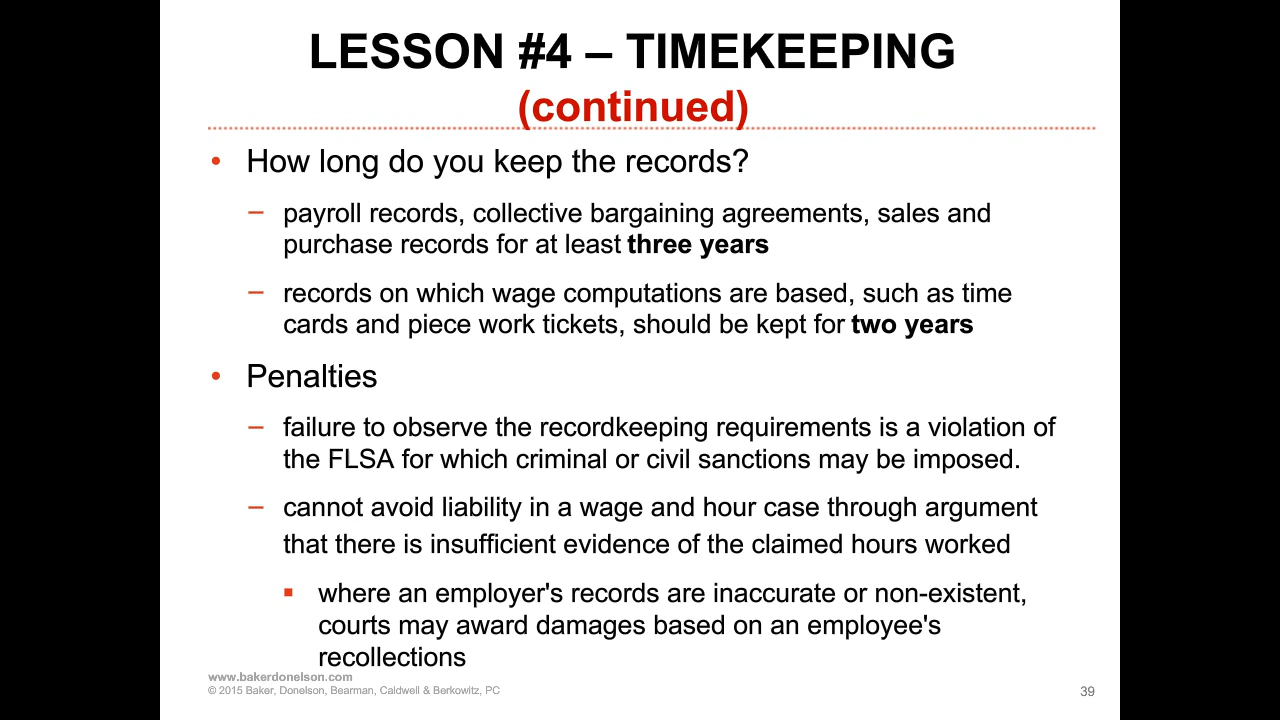 LESSON #4 – TIMEKEEPING
(continued)
• How long do you keep the records?
– payroll records, collective bargaining agreements, sales and
purchase records for at least three years
– records on which wage computations are based, such as time
cards and piece work tickets, should be kept for two years
• Penalties
– failure to observe the recordkeeping requirements is a violation of
the FLSA for which criminal or civil sanctions may be imposed.
– cannot avoid liability in a wage and hour case through argument
that there is insufficient evidence of the claimed hours worked
▪ where an employer's records are inaccurate or non-existent,
courts may award damages based on an employee's
recollections
www.bakerdonelson.com
© 2015 Baker, Donelson, Bearman, Caldwell & Berkowitz, PC
39